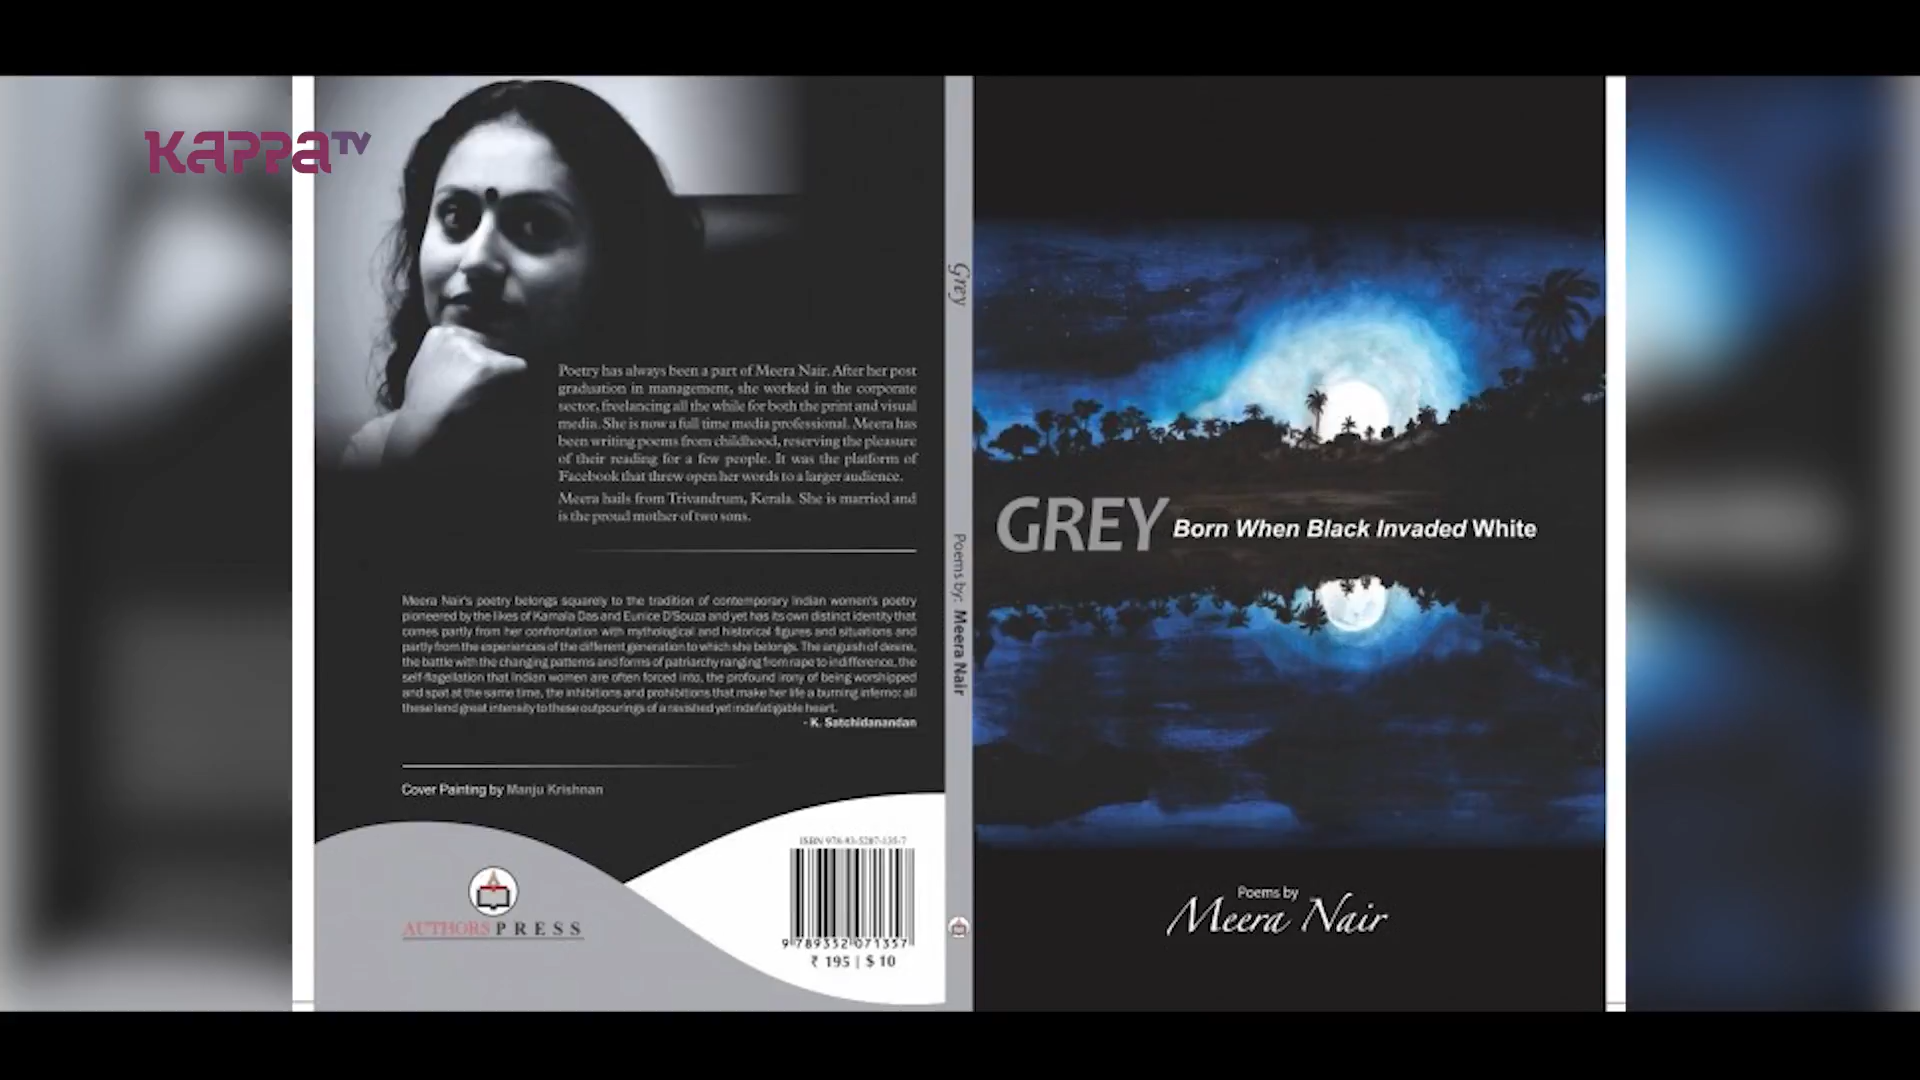 KAPPA TV
Poetry has always been a part of Meera Nair. After her post
graduation in management, she worked in the corporate
sector, freelancing all the while for both the print and visual
media. She is now a full time media professional. Meera has
been writing poems from childhood, reserving the pleasure
of their reading for a few people. It was the platform of
Facebook that threw open her words to a larger audience.
Meera hails from Trivandrum, Kerala. She is married and
is the proud mother of two sons.
Meera Nair's poetry belongs squarely to the tradition of contemporary Indian women's poetry
pioneered by the likes of Kamala Das and Eunice D'Souza and yet has its own distinct identity that
comes partly from her confrontation with mythological and historical figures and situations and
partly from the experiences of the different generation to which she belongs. The anguish of desire,
the battle with the changing patterns and forms of patriarchy ranging from rape to indifference, the
self-flagellation that Indian women are often forced into, the profound irony of being worshipped
and spat at the same time, the inhibitions and prohibitions that make her life a burning inferno: all
these lend great intensity to these outpourings of a ravished yet indefatigable heart.
- K. Satchidanandan
Cover Painting by Manju Krishnan
AUTHORSPRESS
ISBN 978-93-5207-135-7
9 789352 071357
₹ 195 | $ 10
Grey
Poems by: Meera Nair
GREY Born When Black Invaded White
Poems by
Meera Nair